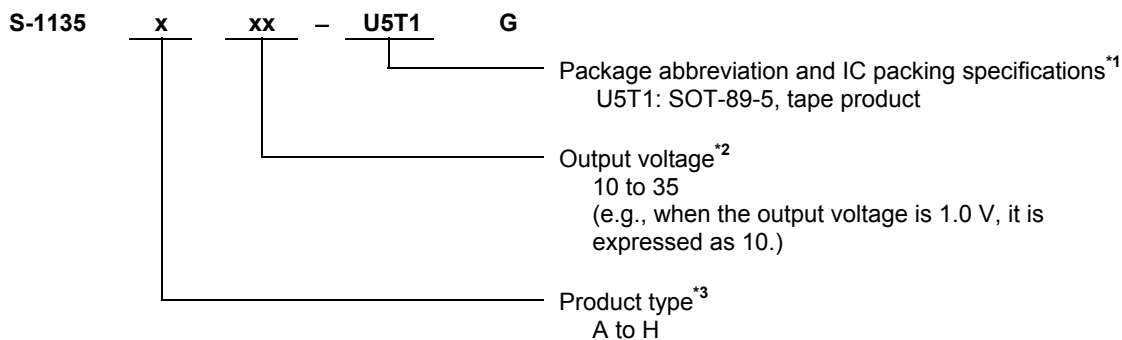 S-1135 x xx – U5T1 G
Package abbreviation and IC packing specifications*1
U5T1: SOT-89-5, tape product
Output voltage*2
10 to 35
(e.g., when the output voltage is 1.0 V, it is
expressed as 10.)
Product type*3
A to H